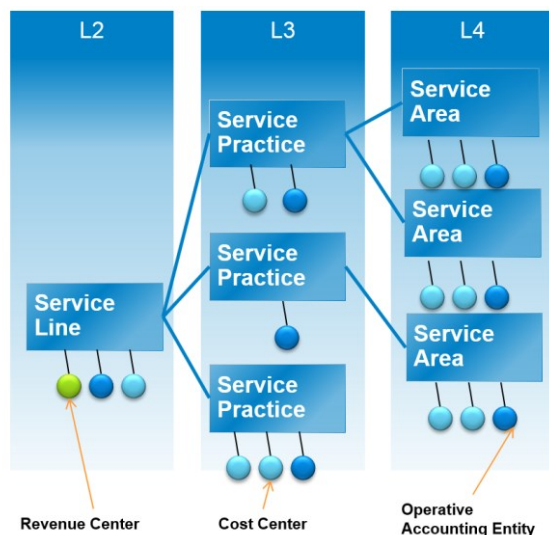 L2
L3
L4
Service
Line
Service
Practice
Service
Practice
Service
Practice
Service
Area
Service
Area
Service
Area
Revenue Center
Cost Center
Operative
Accounting Entity